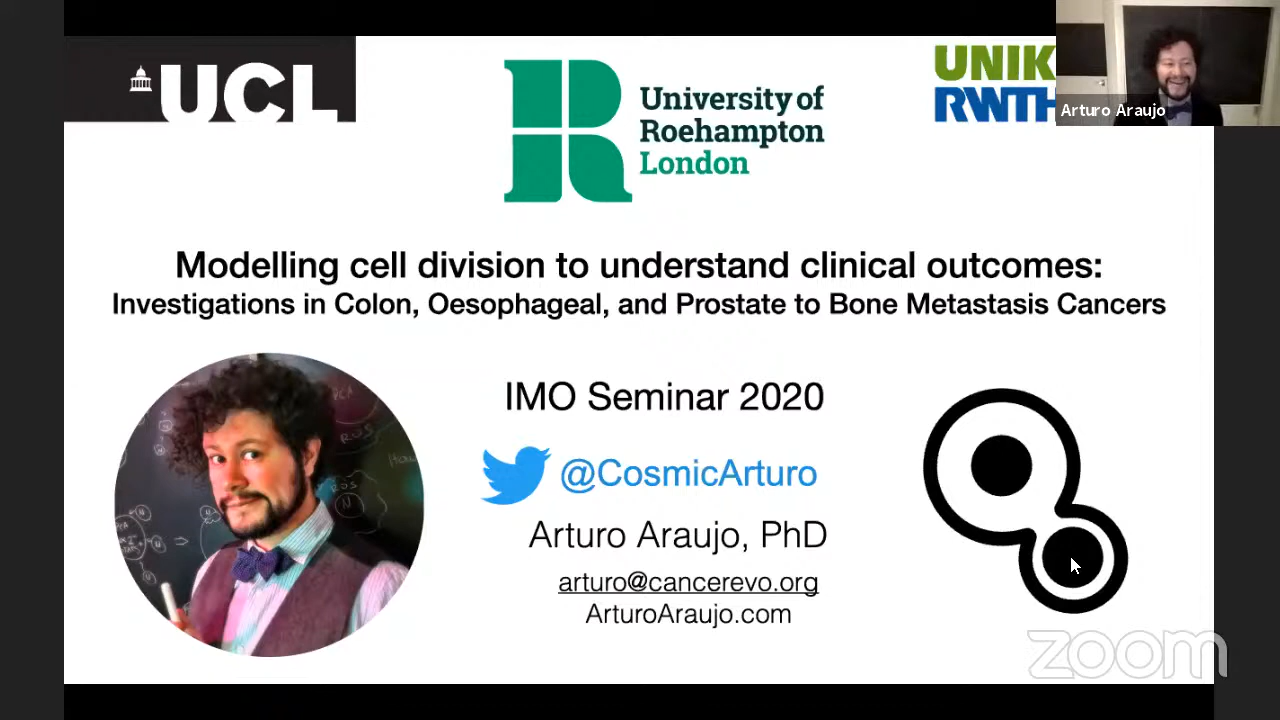 UCL
University of
Roehampton
London
UNIK
RWTH
Arturo Araujo
Modelling cell division to understand clinical outcomes:
Investigations in Colon, Oesophageal, and Prostate to Bone Metastasis Cancers
IMO Seminar 2020
@CosmicArturo
Arturo Araujo, PhD
arturo@cancerevo.org
ArturoAraujo.com
zoom